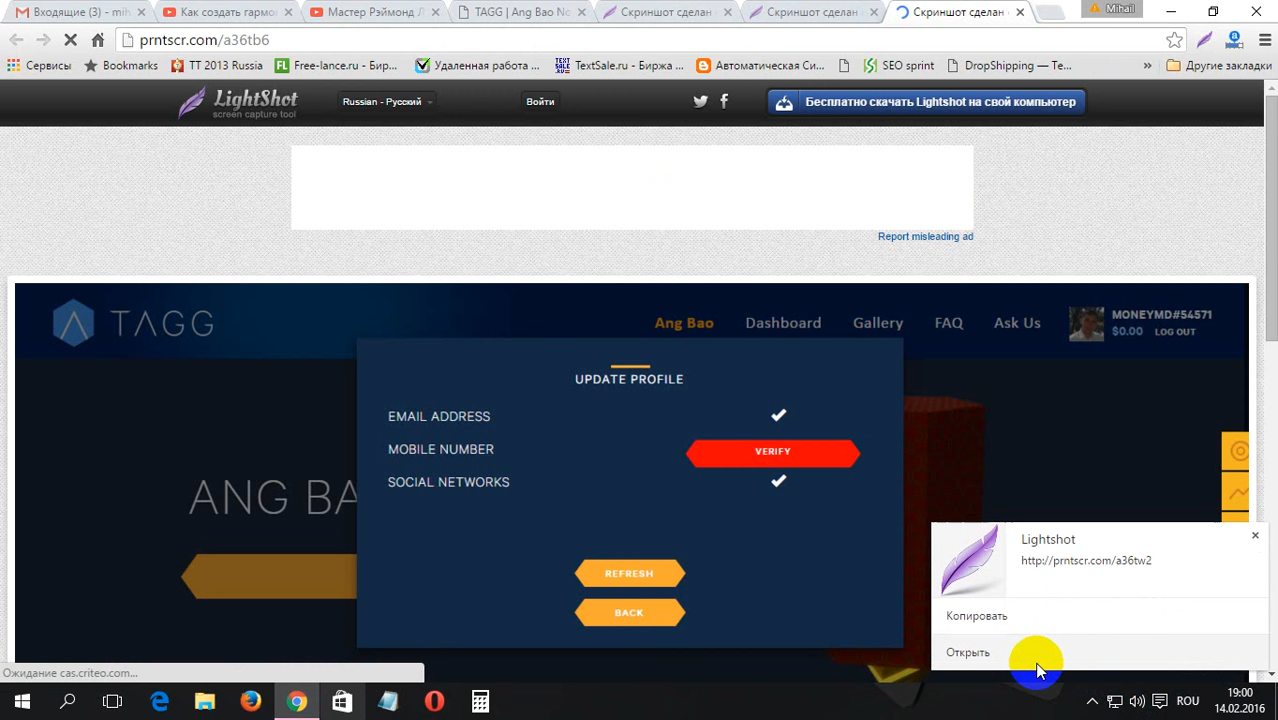 Входящие (3) - mih
Как создать гармо
Мастер Рэймонд Л
TAGG | Ang Bao No
Скриншот сделан
Скриншот сделан
Скриншот сделан
Mihail
prntscr.com/a36tb6
Сервисы
Bookmarks
TT 2013 Russia
Free-lance.ru - Бир...
Удаленная работа ...
TextSale.ru - Биржа ...
Автоматическая Си...
SEO sprint
DropShipping — Те...
»
Другие закладки
LightShot
screen capture tool
Russian - Русский
Войти
Бесплатно скачать Lightshot на свой компьютер
Report misleading ad
TAGG
Ang Bao
Dashboard
Gallery
FAQ
Ask Us
MONEYMD#54571
$0.00 LOG OUT
UPDATE PROFILE
EMAIL ADDRESS
MOBILE NUMBER
VERIFY
SOCIAL NETWORKS
ANG BA
REFRESH
BACK
Lightshot
http://prntscr.com/a36tw2
Копировать
Открыть
Ожидание cas.criteo.com...
ROU
19:00
14.02.2016